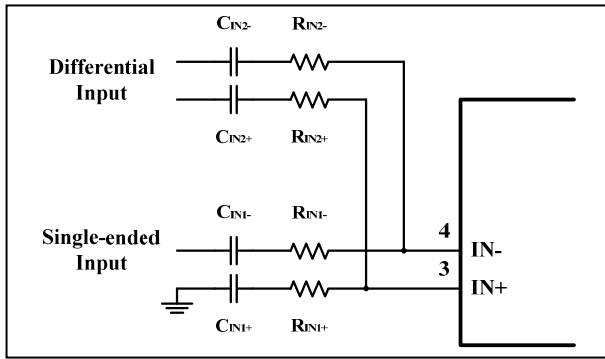 CIN2- RIN2-
Differential
Input
CIN2+ RIN2+
CIN1- RIN1-
Single-ended
Input
4
IN-
3
IN+
CIN1+ RIN1+